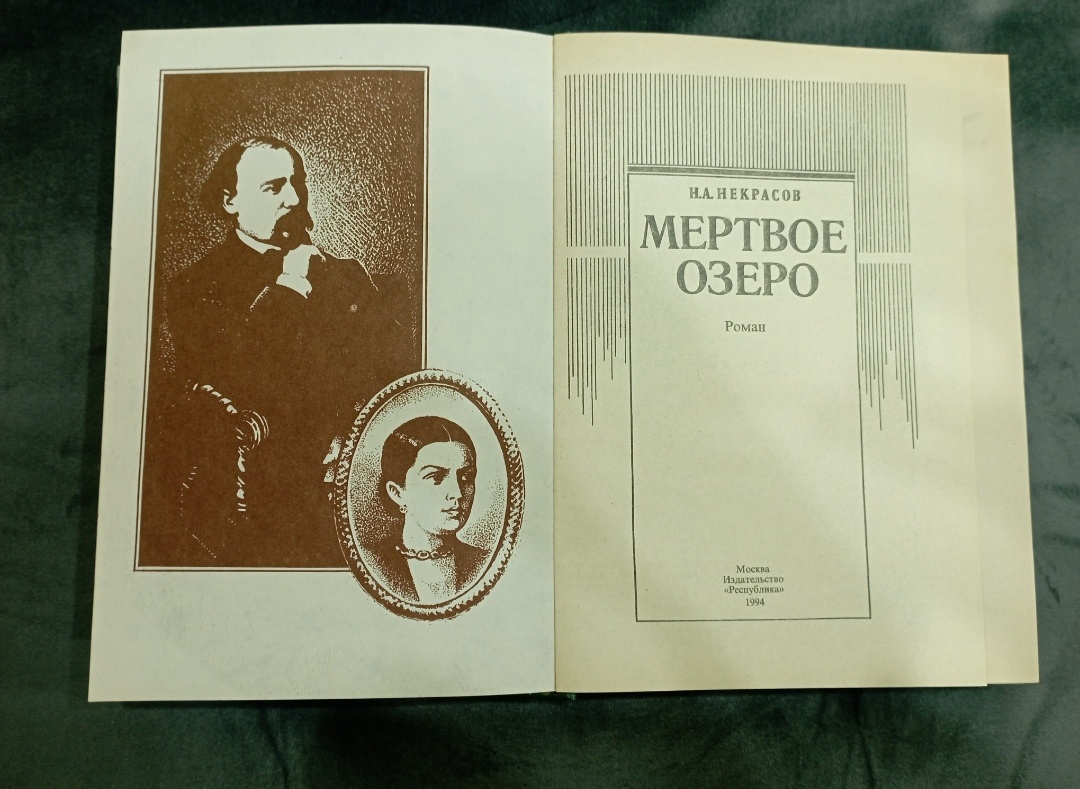 Н.А.НЕКРАСОВ
МЕРТВОЕ
ОЗЕРО
Роман
Москва
Издательство
«Республика»
1994